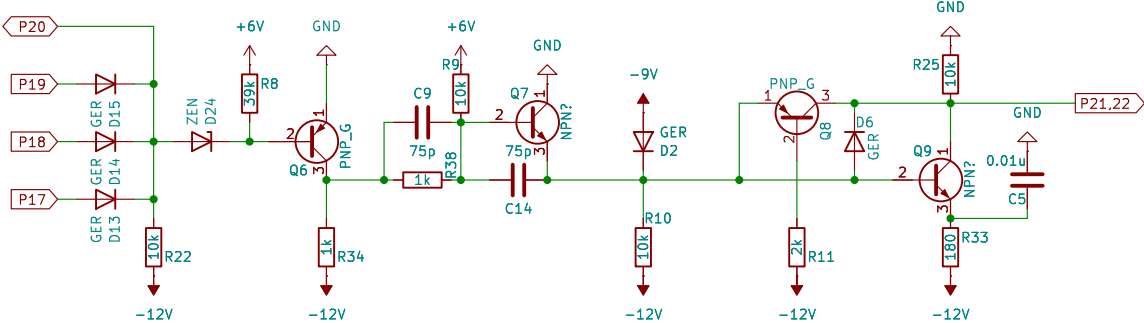 P20
P19
P18
P17
GER
D15
GER
D14
GER
D13
10k
R22
-12V
ZEN
D24
+6V
39k
R8
GND
1
2
3
PNP_G
Q6
1k
R34
-12V
C9
75p
+6V
R9
10k
1k
R38
GND
Q7
1
2
3
NPN?
75p
C14
-9V
GER
D2
R10
10k
-12V
PNP_G
1
3
2
Q8
2k
R11
-12V
D6
GER
GND
R25
10k
P21,22
Q9
1
2
3
NPN?
GND
0.01u
C5
180
R33
-12V